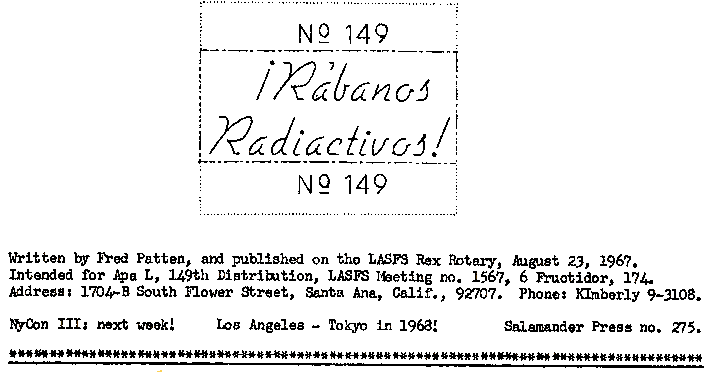 Nº 149
¡Rábanos
Radiactivos!
Nº 149
Written by Fred Patten, and published on the LASFS Rex Rotary, August 23, 1967.
Intended for Apa L, 149th Distribution, LASFS Meeting no. 1567, 6 Fructidor, 174.
Address: 1704-B South Flower Street, Santa Ana, Calif., 92707. Phone: KImberly 9-3108.
NyCon III: next week! Los Angeles - Tokyo in 1968! Salamander Press no. 275.